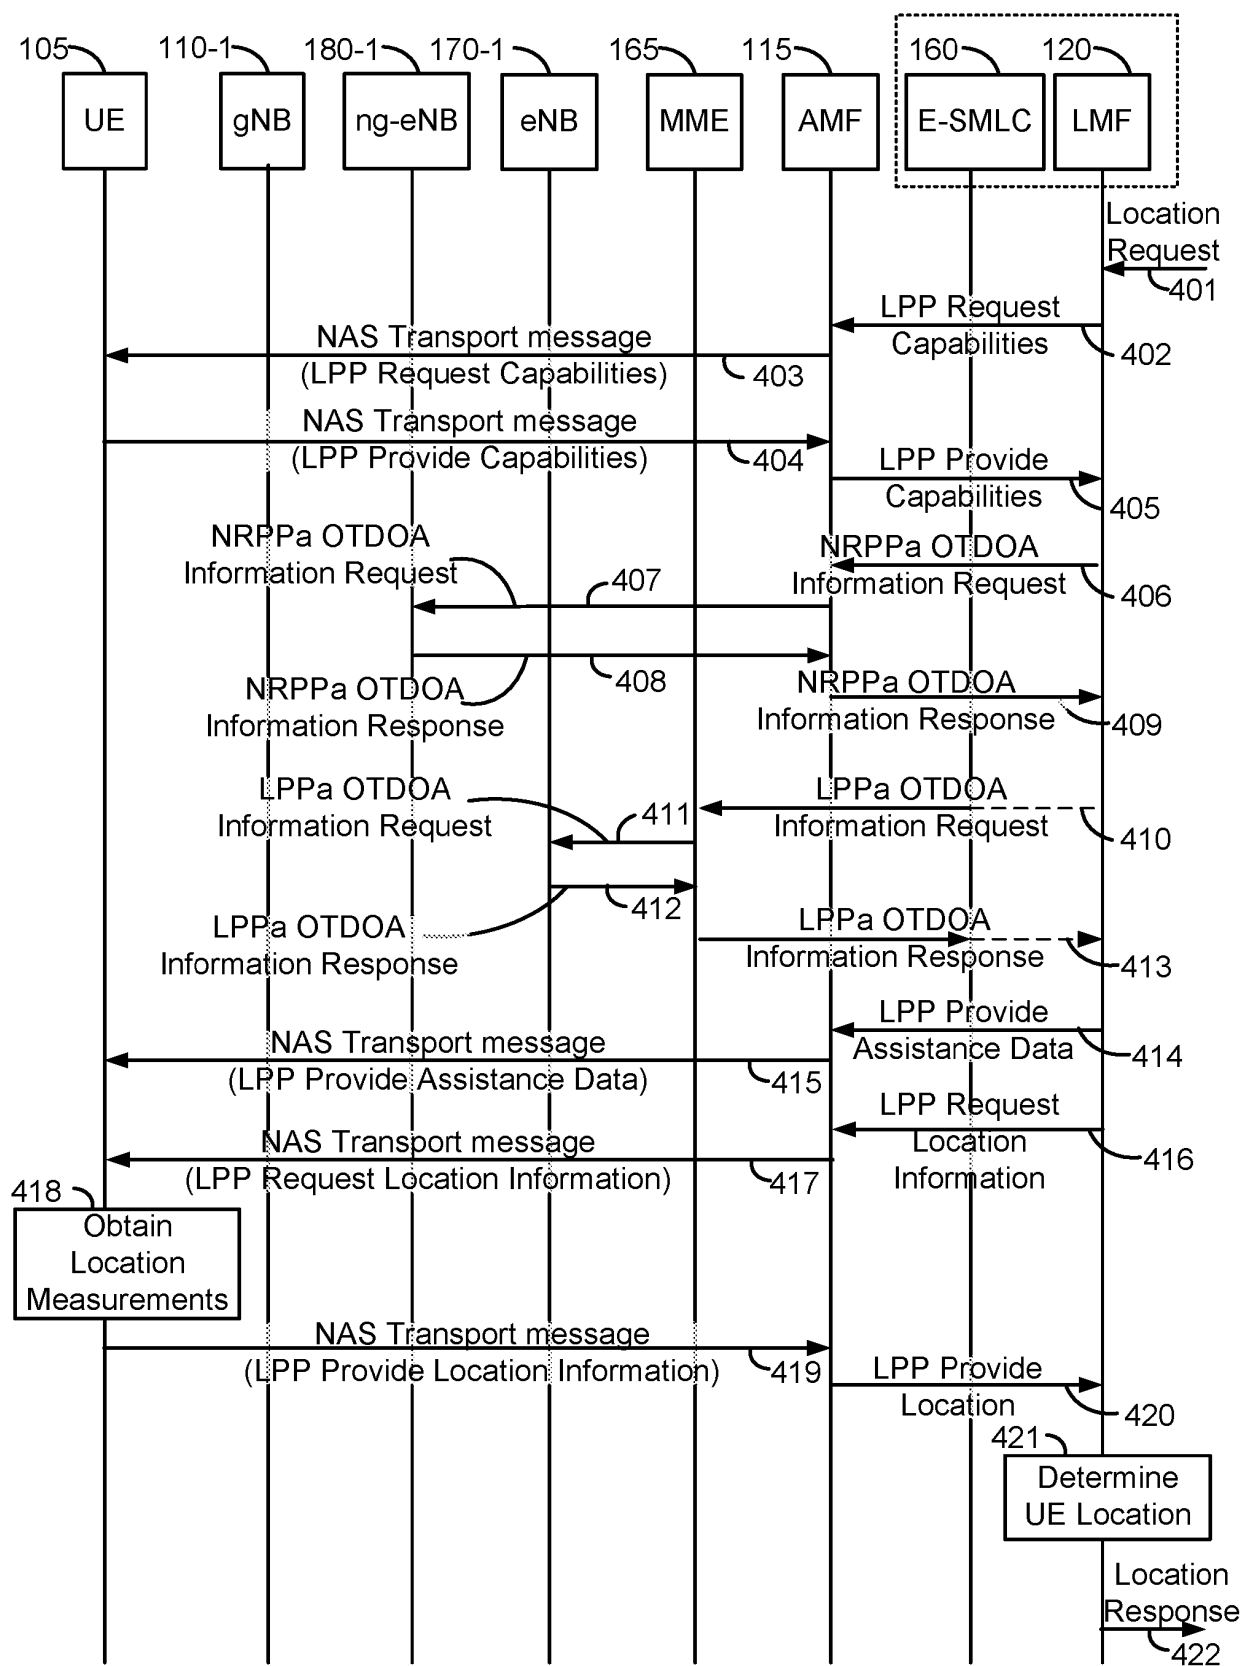 105
110-1
180-1
170-1
165
115
160
120
UE
gNB
ng-eNB
eNB
MME
AMF
E-SMLC
LMF
Location
Request
401
LPP Request
Capabilities
402
NAS Transport message
(LPP Request Capabilities)
403
NAS Transport message
(LPP Provide Capabilities)
404
LPP Provide
Capabilities
405
NRPPa OTDOA
Information Request
406
NRPPa OTDOA
Information Request
407
408
NRPPa OTDOA
Information Response
NRPPa OTDOA
Information Response
409
LPPa OTDOA
Information Request
410
LPPa OTDOA
Information Request
411
412
LPPa OTDOA
Information Response
LPPa OTDOA
Information Response
413
LPP Provide
Assistance Data
414
NAS Transport message
(LPP Provide Assistance Data)
415
LPP Request
Location
Information
416
NAS Transport message
(LPP Request Location Information)
417
418
Obtain
Location
Measurements
NAS Transport message
(LPP Provide Location Information)
419
LPP Provide
Location
420
421
Determine
UE Location
Location
Response
422